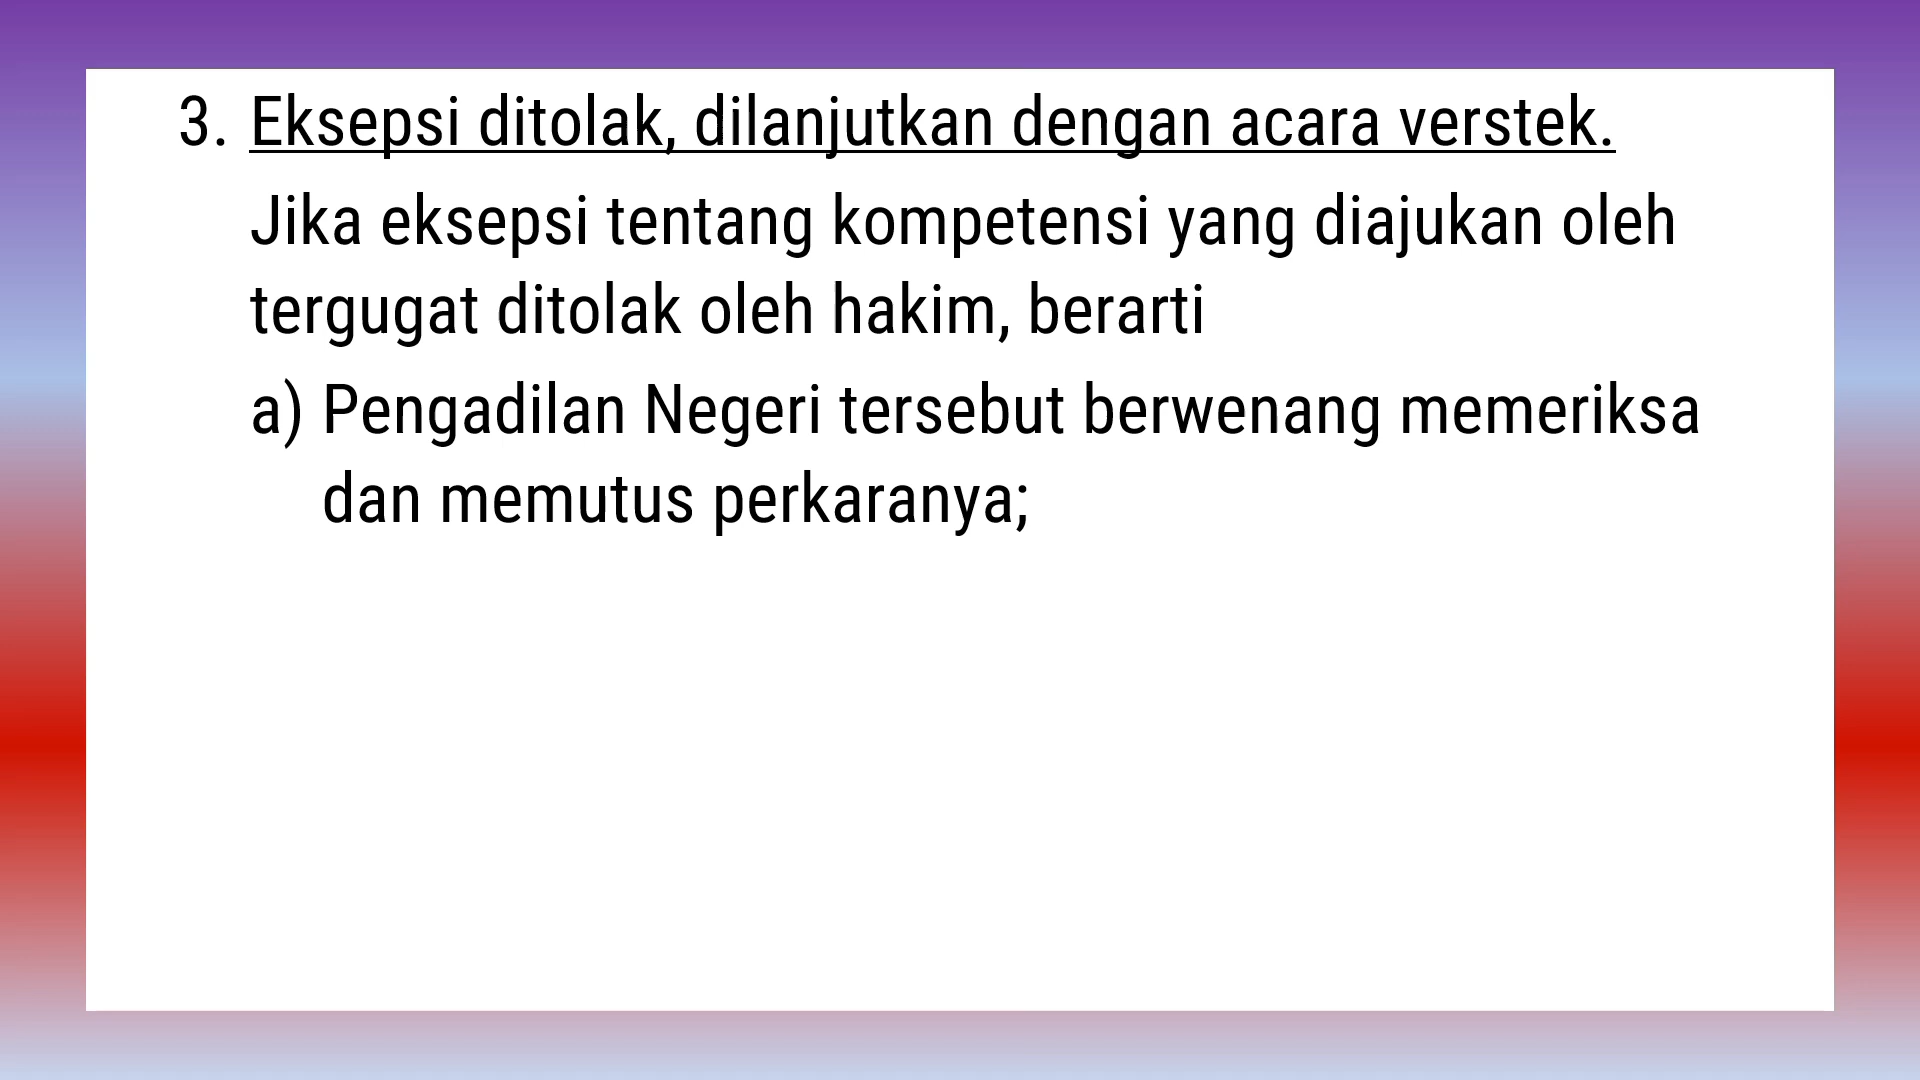 3. Eksepsi ditolak, dilanjutkan dengan acara verstek.
Jika eksepsi tentang kompetensi yang diajukan oleh
tergugat ditolak oleh hakim, berarti
a) Pengadilan Negeri tersebut berwenang memeriksa
dan memutus perkaranya;